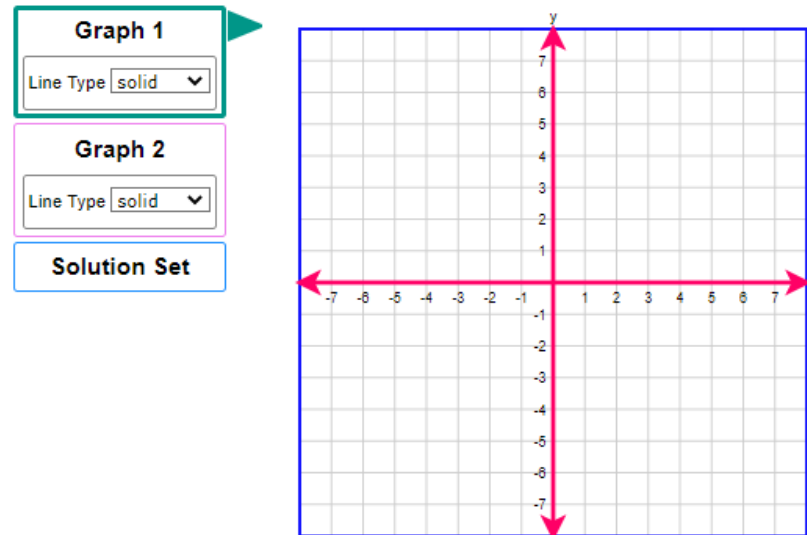 Graph 1
Line Type solid
Graph 2
Line Type solid
Solution Set
y
7
6
5
4
3
2
1
-7 -6 -5 -4 -3 -2 -1 1 2 3 4 5 6 7
-1
-2
-3
-4
-5
-6
-7